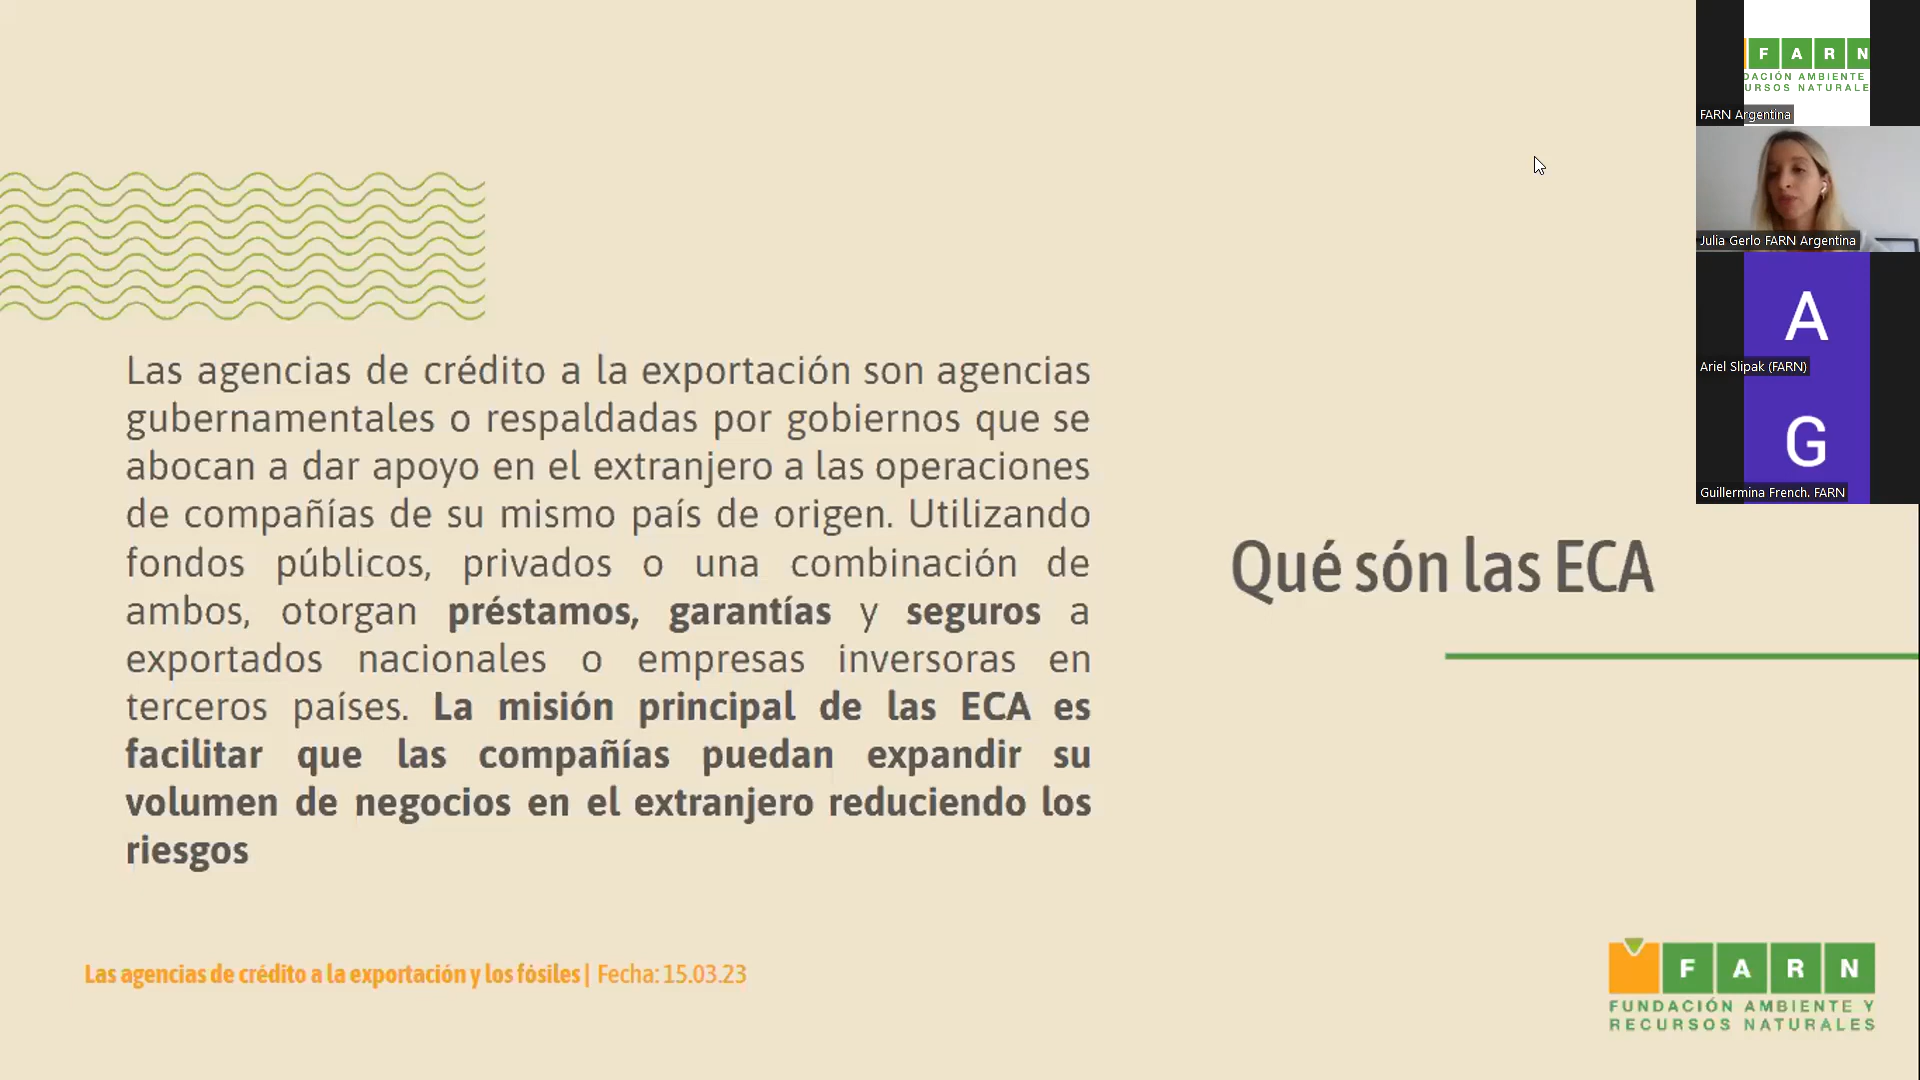 Las agencias de crédito a la exportación son agencias
gubernamentales o respaldadas por gobiernos que se
abocan a dar apoyo en el extranjero a las operaciones
de compañías de su mismo país de origen. Utilizando
fondos públicos, privados o una combinación de
ambos, otorgan préstamos, garantías y seguros a
exportados nacionales o empresas inversoras en
terceros países. La misión principal de las ECA es
facilitar que las compañías puedan expandir su
volumen de negocios en el extranjero reduciendo los
riesgos
Qué són las ECA
Las agencias de crédito a la exportación y los fósiles | Fecha: 15.03.23
FARN
FUNDACIÓN AMBIENTE Y
RECURSOS NATURALES
FARN
DACIÓN AMBIENTE
URSOS NATURALE
FARN Argentina
Julia Gerlo FARN Argentina
A
Ariel Slipak (FARN)
G
Guillermina French. FARN